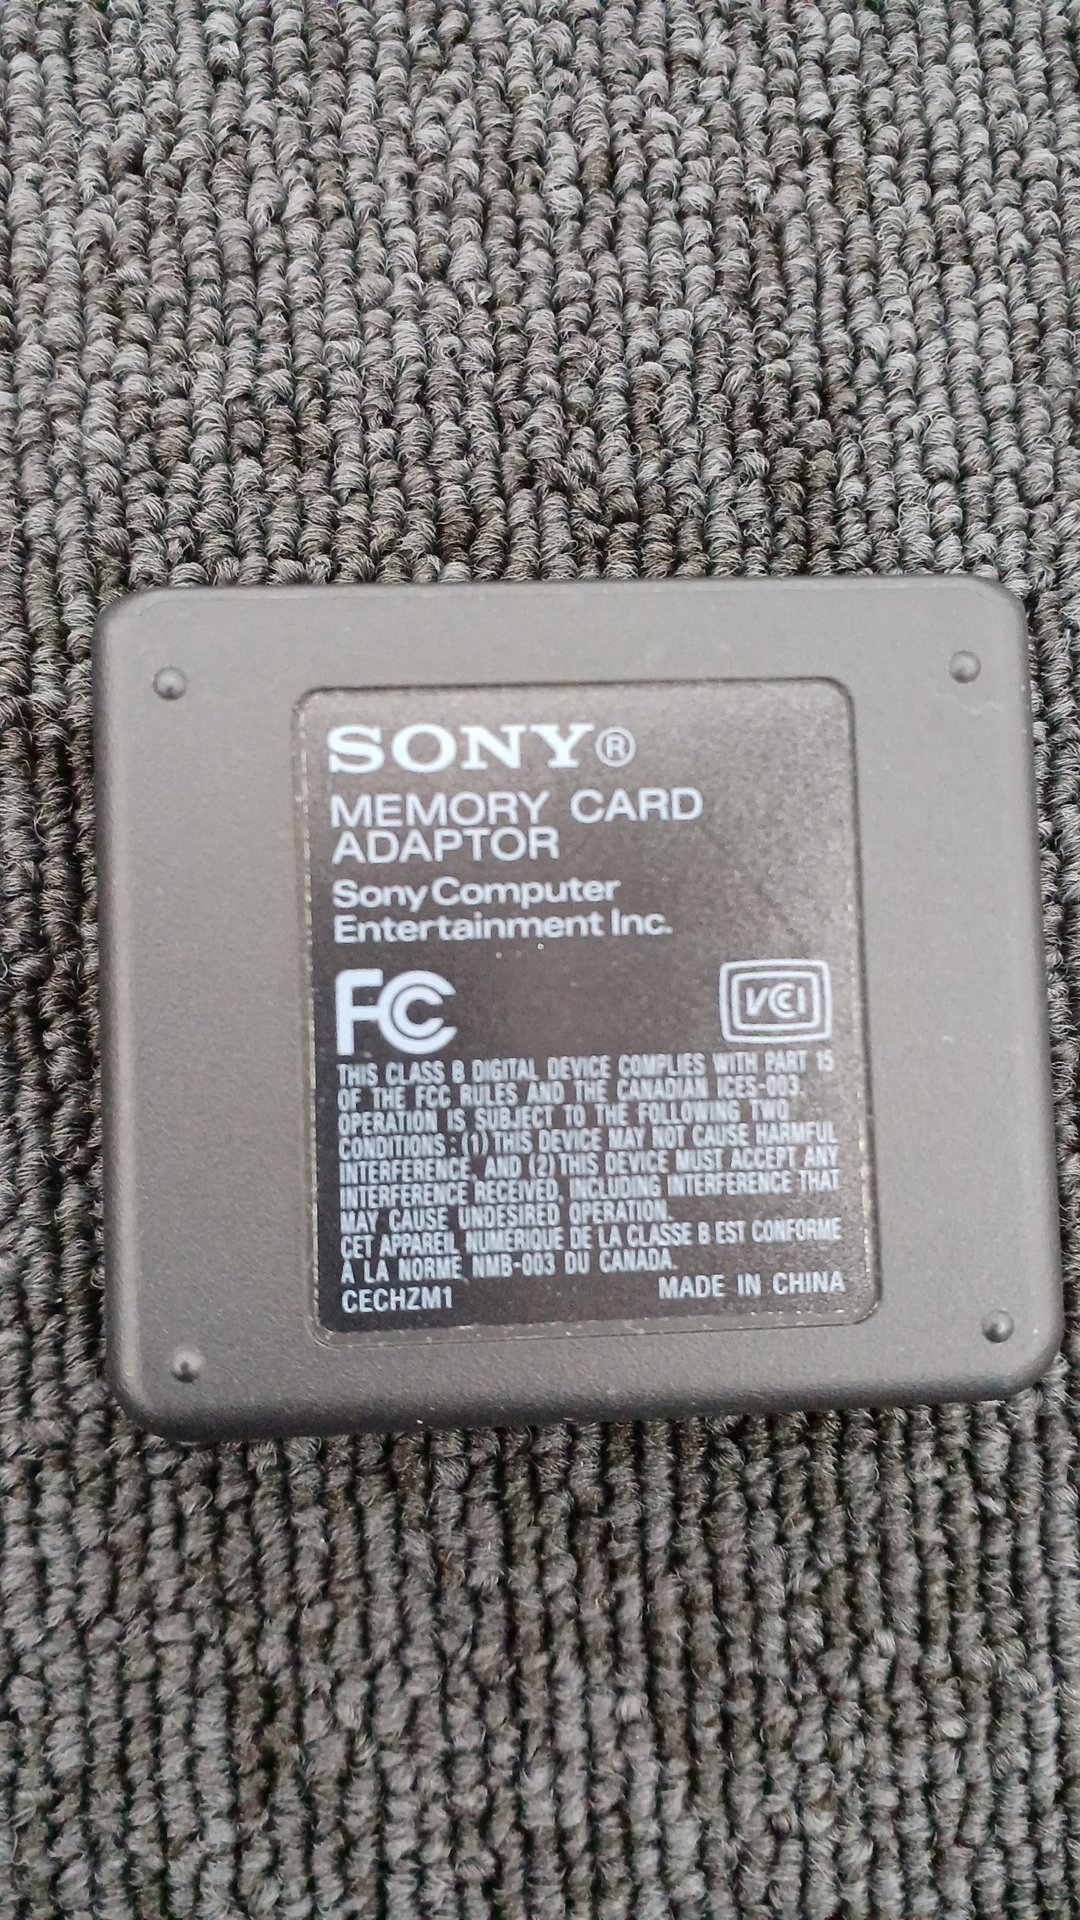 SONY®
MEMORY CARD
ADAPTOR
Sony Computer
Entertainment Inc.
FC
VCI
THIS CLASS B DIGITAL DEVICE COMPLIES WITH PART 15
OF THE FCC RULES AND THE CANADIAN ICES-003.
OPERATION IS SUBJECT TO THE FOLLOWING TWO
CONDITIONS : (1) THIS DEVICE MAY NOT CAUSE HARMFUL
INTERFERENCE, AND (2) THIS DEVICE MUST ACCEPT ANY
INTERFERENCE RECEIVED, INCLUDING INTERFERENCE THAT
MAY CAUSE UNDESIRED OPERATION.
CET APPAREIL NUMERIQUE DE LA CLASSE B EST CONFORME
A LA NORME NMB-003 DU CANADA.
CECHZM1 MADE IN CHINA